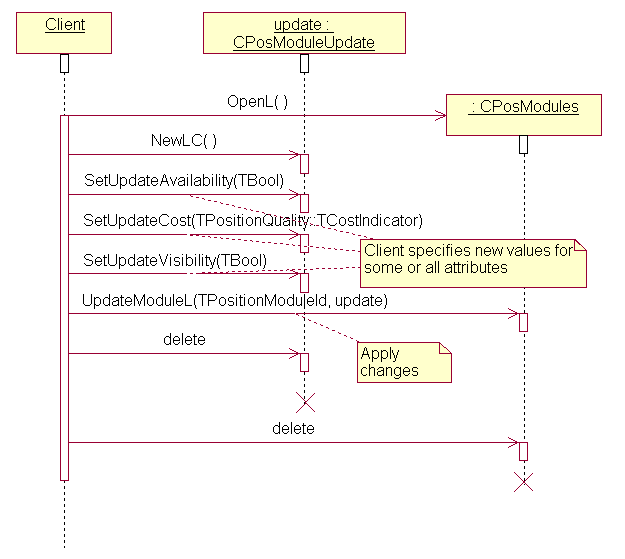 Client
update :
CPosModuleUpdate
OpenL( )
: CPosModules
NewLC( )
SetUpdateAvailability(TBool)
SetUpdateCost(TPositionQuality::TCostIndicator)
Client specifies new values for
some or all attributes
SetUpdateVisibility(TBool)
UpdateModuleL(TPositionModuleId, update)
delete
Apply
changes
delete